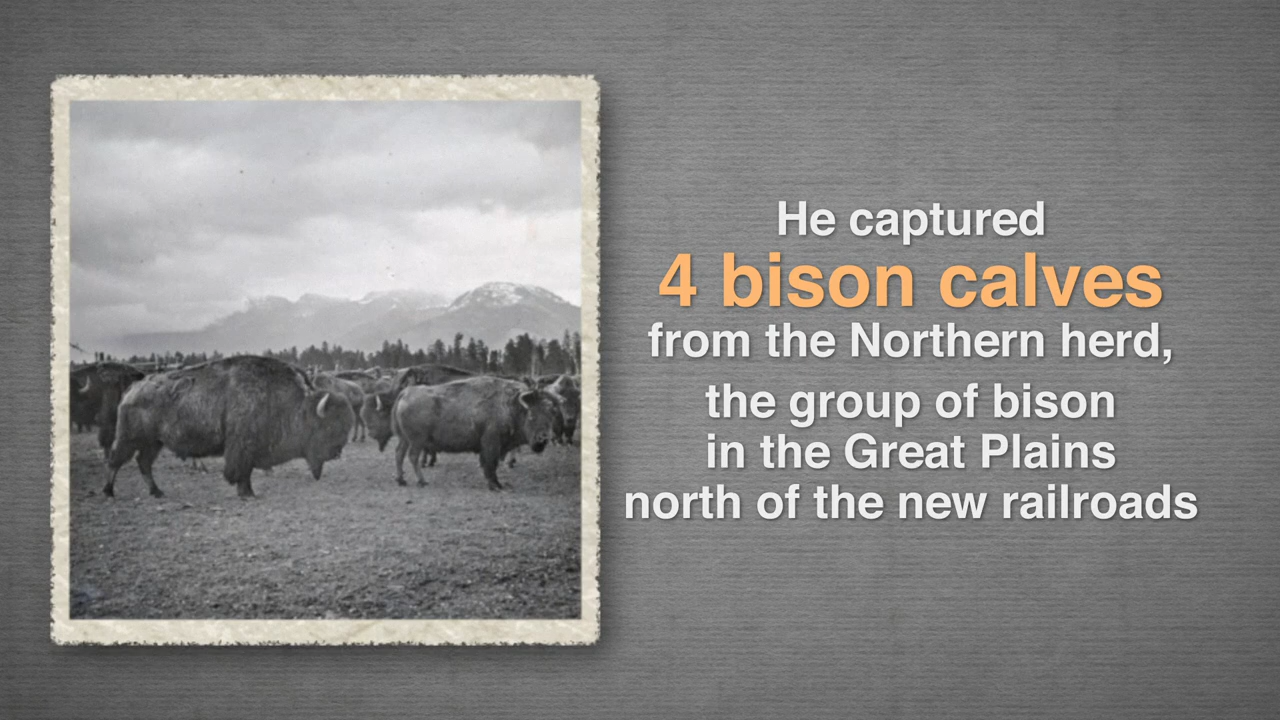 He captured
4 bison calves
from the Northern herd,
the group of bison
in the Great Plains
north of the new railroads